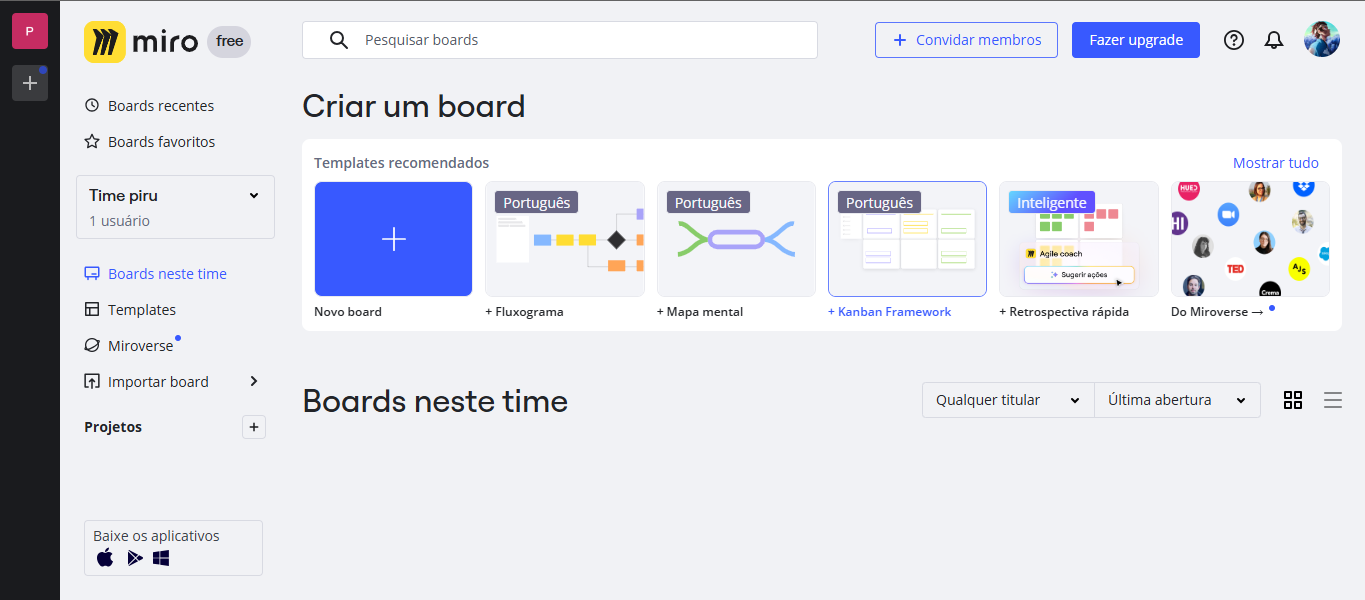 P
miro free
Pesquisar boards
Convidar membros
Fazer upgrade
Boards recentes
Boards favoritos
Time piru
1 usuário
Boards neste time
Templates
Miroverse
Importar board
Projetos
Baixe os aplicativos
Criar um board
Templates recomendados
Mostrar tudo
Português
Português
Português
Inteligente
Agile coach
Sugerir ações
HUED
HI
TED
AJS
Crema
Novo board
+ Fluxograma
+ Mapa mental
+ Kanban Framework
+ Retrospectiva rápida
Do Miroverse →
Boards neste time
Qualquer titular
Última abertura